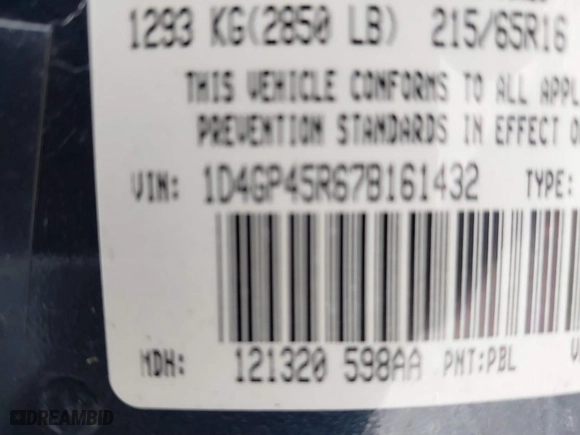 1293 KG(2850 LB) 215/65R16
THIS VEHICLE CONFORMS TO ALL
PREVENTION STANDARDS IN EFFECT
VIN: 1D4GP45R67B161432 TYPE:
MDH: 121320 598AA PNT:PBL
DREAMBID